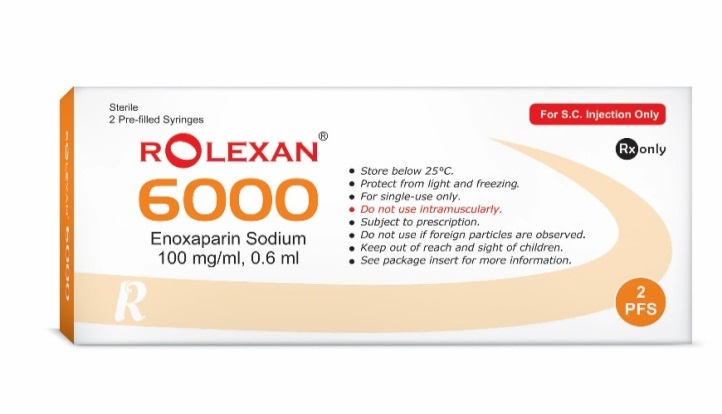 Sterile
2 Pre-filled Syringes
For S.C. Injection Only
ROLEXAN®
Rx only
6000
Enoxaparin Sodium
100 mg/ml, 0.6 ml
• Store below 25°C.
• Protect from light and freezing.
• For single-use only.
• Do not use intramuscularly.
• Subject to prescription.
• Do not use if foreign particles are observed.
• Keep out of reach and sight of children.
• See package insert for more information.
R
2
PFS
ROLEXAN® 6000